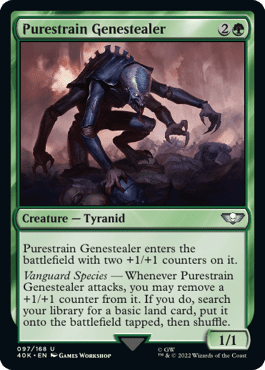 Purestrain Genestealer 2
Creature — Tyranid
Purestrain Genestealer enters the
battlefield with two +1/+1 counters on it.
Vanguard Species — Whenever Purestrain
Genestealer attacks, you may remove a
+1/+1 counter from it. If you do, search
your library for a basic land card, put it
onto the battlefield tapped, then shuffle.
1/1
097/168 U
40K • EN Games Workshop
© GW
™ & © 2022 Wizards of the Coast